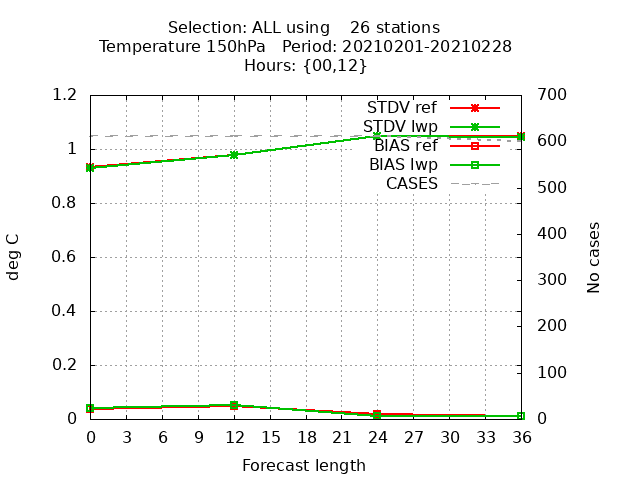 Selection: ALL using    26 stations
Temperature 150hPa   Period: 20210201-20210228
Hours: {00,12}
1.2
1
0.8
0.6
0.4
0.2
0
deg C
700
600
500
400
300
200
100
0
No cases
STDV ref
STDV lwp
BIAS ref
BIAS lwp
CASES
0 3 6 9 12 15 18 21 24 27 30 33 36
Forecast length